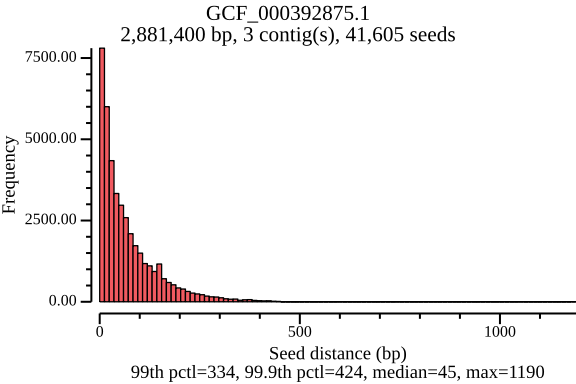 GCF_000392875.1
2,881,400 bp, 3 contig(s), 41,605 seeds
Frequency
7500.00
5000.00
2500.00
0.00
0
500
1000
Seed distance (bp)
99th pctl=334, 99.9th pctl=424, median=45, max=1190